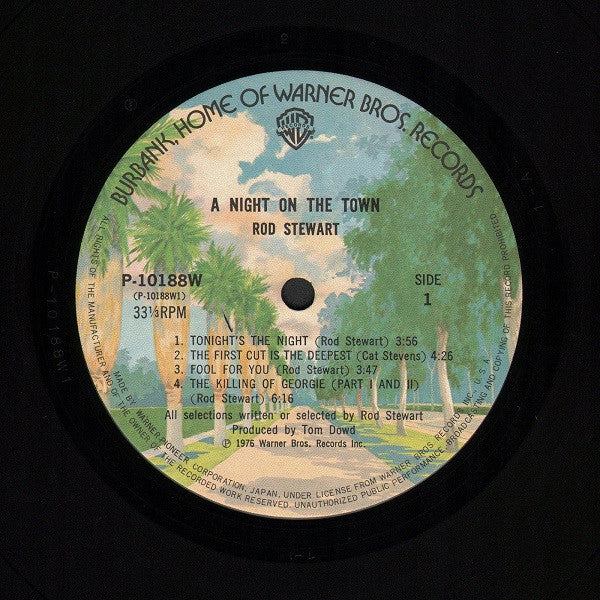 BURBANK, HOME OF WARNER BROS. RECORDS
A NIGHT ON THE TOWN
ROD STEWART
P-10188W
(P-10188W1)
33⅓RPM
SIDE
1
1. TONIGHT'S THE NIGHT (Rod Stewart) 3:56
2. THE FIRST CUT IS THE DEEPEST (Cat Stevens) 4:26
3. FOOL FOR YOU (Rod Stewart) 3:47
4. THE KILLING OF GEORGIE (PART I AND II)
(Rod Stewart) 6:16
All selections written or selected by Rod Stewart
Produced by Tom Dowd
℗ 1976 Warner Bros. Records Inc.
MADE BY WARNER-PIONEER CORPORATION, JAPAN, UNDER LICENSE FROM WARNER BROS RECORD INC., U.S.A.
ALL RIGHTS OF THE MANUFACTURER AND OF THE OWNER OF THE RECORDED WORK RESERVED. UNAUTHORIZED PUBLIC PERFORMANCE, BROADCASTING AND COPYING OF THIS RECORD PROHIBITED.
P-10188W1